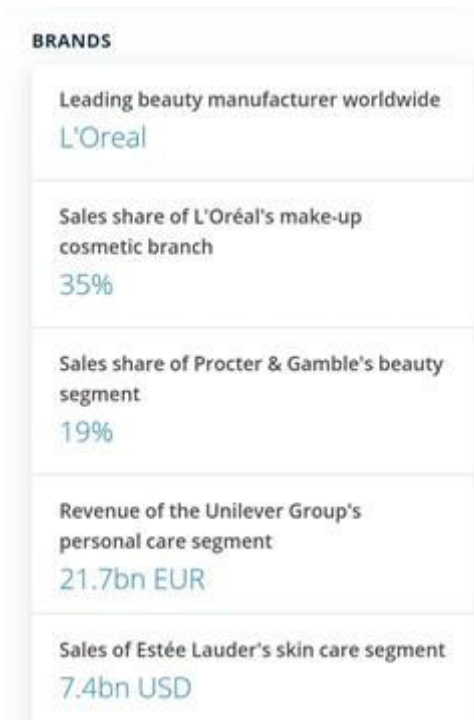 BRANDS
Leading beauty manufacturer worldwide
L'Oreal
Sales share of L'Oréal's make-up
cosmetic branch
35%
Sales share of Procter & Gamble's beauty
segment
19%
Revenue of the Unilever Group's
personal care segment
21.7bn EUR
Sales of Estée Lauder's skin care segment
7.4bn USD